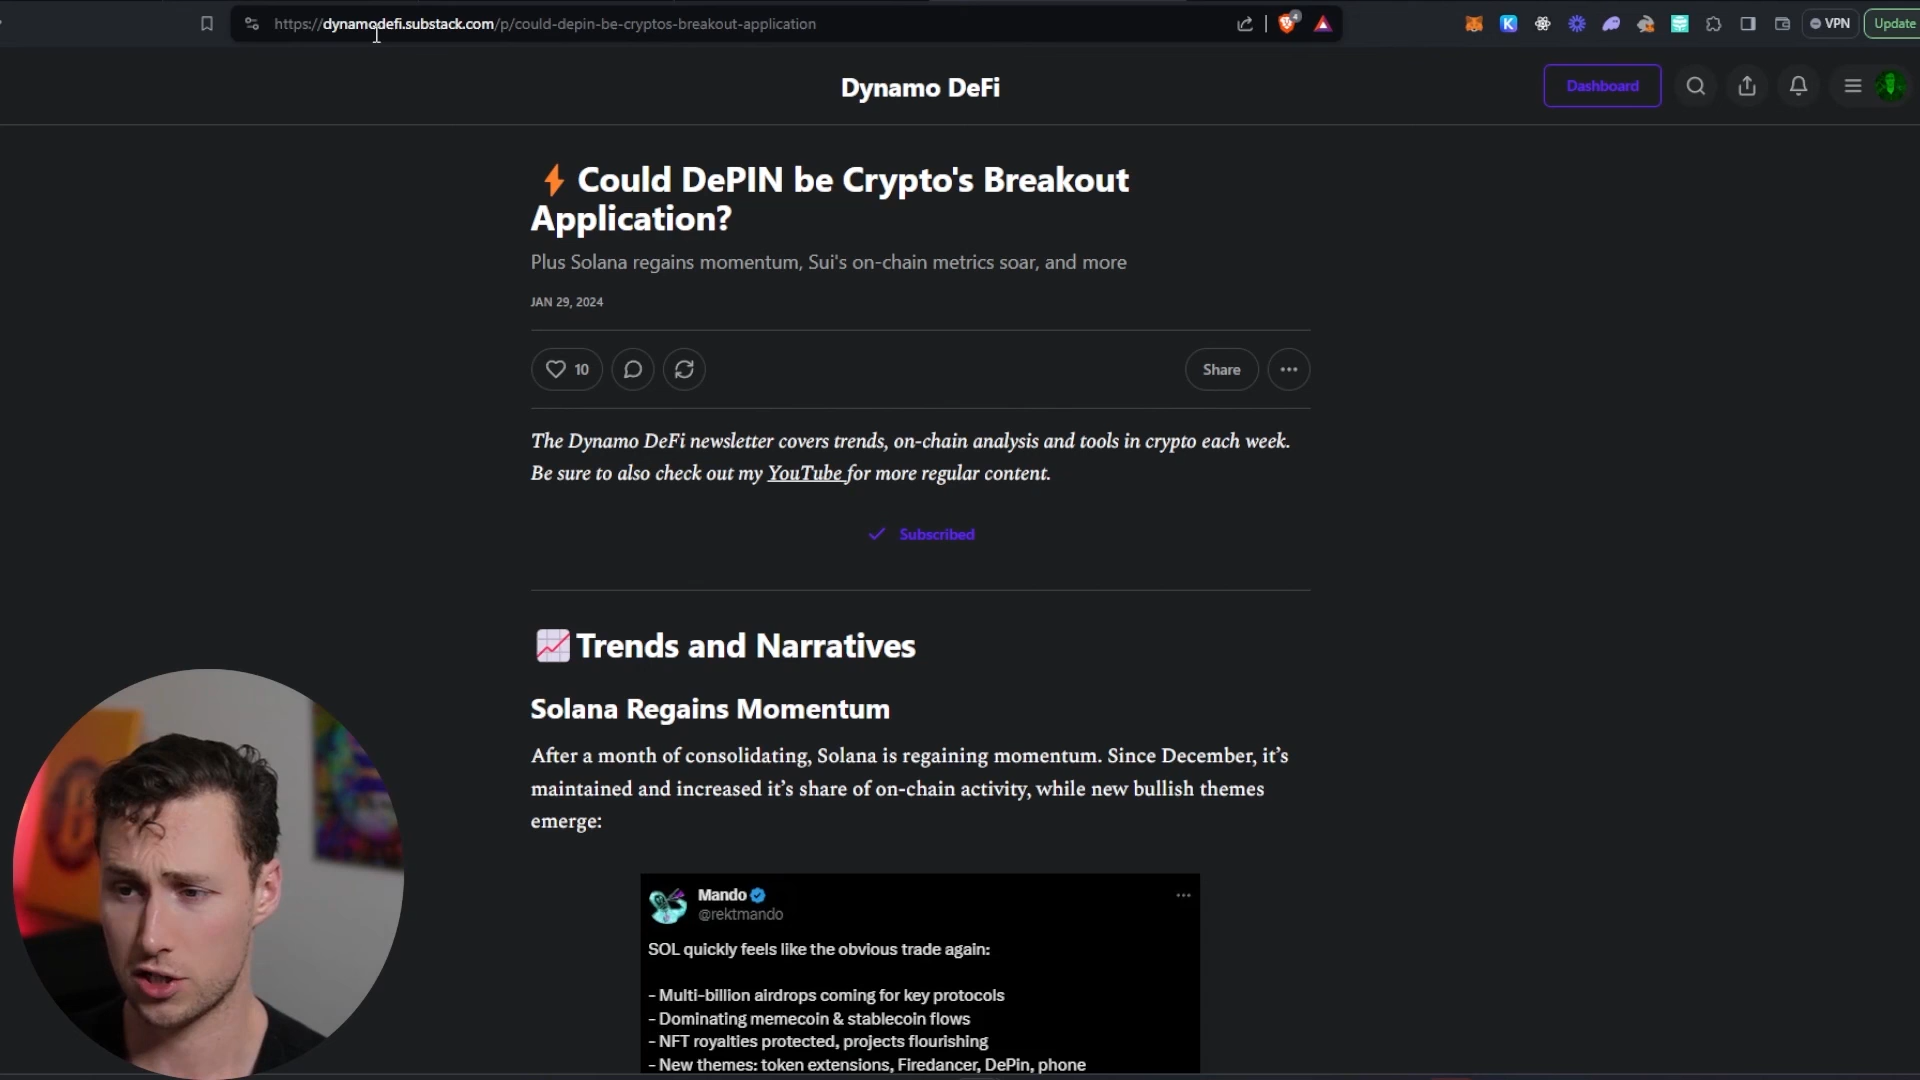 https://dynamodefi.substack.com/p/could-depin-be-cryptos-breakout-application
4
VPN
Update
Dynamo DeFi
Dashboard
Could DePIN be Crypto's Breakout
Application?
Plus Solana regains momentum, Sui's on-chain metrics soar, and more
JAN 29, 2024
10
Share
The Dynamo DeFi newsletter covers trends, on-chain analysis and tools in crypto each week.
Be sure to also check out my YouTube for more regular content.
Subscribed
Trends and Narratives
Solana Regains Momentum
After a month of consolidating, Solana is regaining momentum. Since December, it’s
maintained and increased it’s share of on-chain activity, while new bullish themes
emerge:
Mando
@rektmando
SOL quickly feels like the obvious trade again:
- Multi-billion airdrops coming for key protocols
- Dominating memecoin & stablecoin flows
- NFT royalties protected, projects flourishing
- New themes: token extensions, Firedancer, DePin, phone